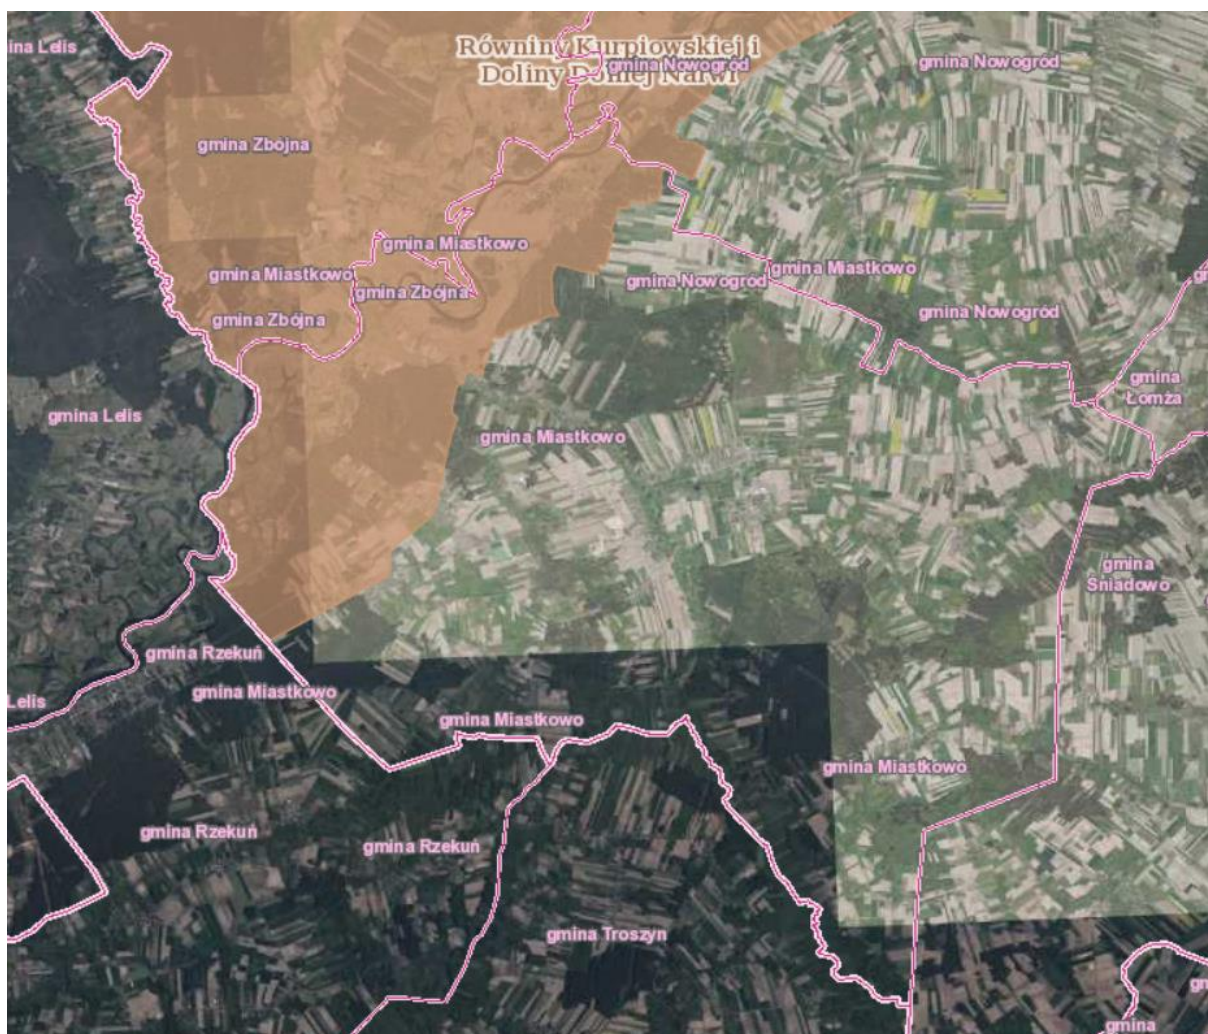 ina Lelis
Równiny Kurpiowskiej i
Doliny Dolnej Narwi
gmina Nowogród
gmina Nowogród
gmina Zbójna
gmina Miastkowo
gmina Miastkowo
gmina Zbójna
gmina Nowogród
gmina Miastkowo
gmina Zbójna
gmina Nowogród
gmina Lelis
gmina
Łomża
gmina Miastkowo
gmina
Śniadowo
gmina Rzekuń
gmina Miastkowo
Lelis
gmina Miastkowo
gmina Miastkowo
gmina Rzekuń
gmina Rzekuń
gmina Troszyn
gmina